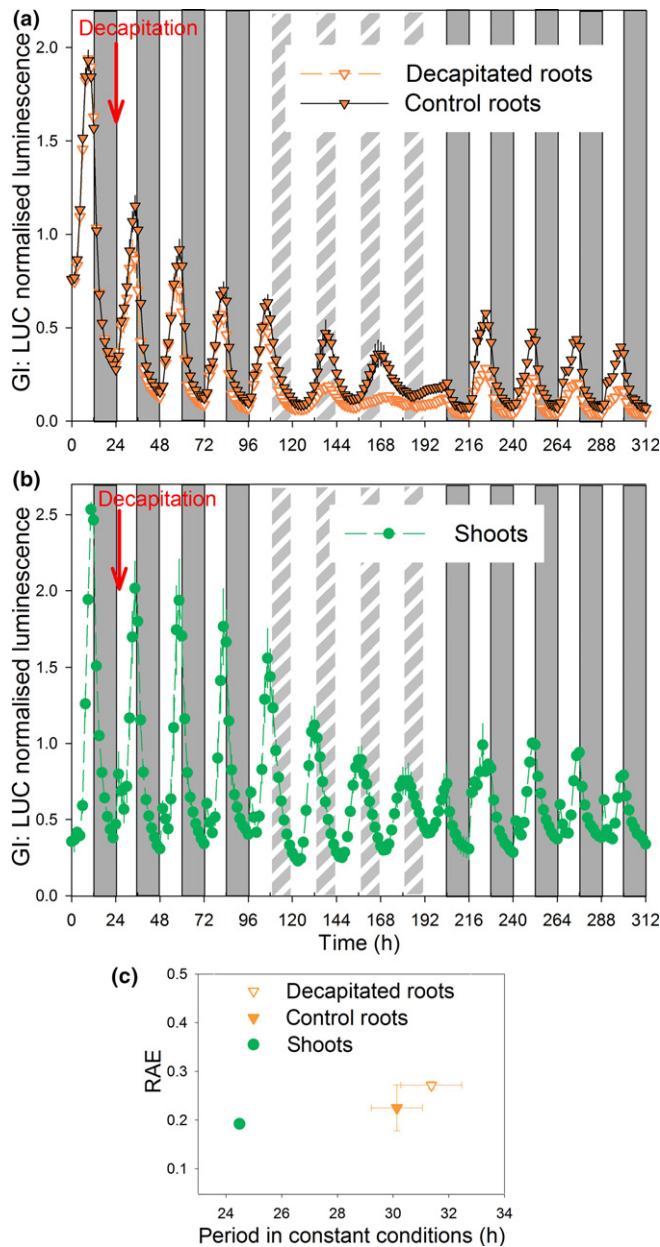 (a)
GI: LUC normalised luminescence
2.0
1.5
1.0
0.5
0.0
Decapitation
Decapitated roots
Control roots
0 24 48 72 96 120 144 168 192 216 240 264 288 312
(b)
GI: LUC normalised luminescence
2.5
2.0
1.5
1.0
0.5
0.0
Decapitation
Shoots
0 24 48 72 96 120 144 168 192 216 240 264 288 312
Time (h)
(c)
RAE
0.5
0.4
0.3
0.2
0.1
Decapitated roots
Control roots
Shoots
24 26 28 30 32 34
Period in constant conditions (h)